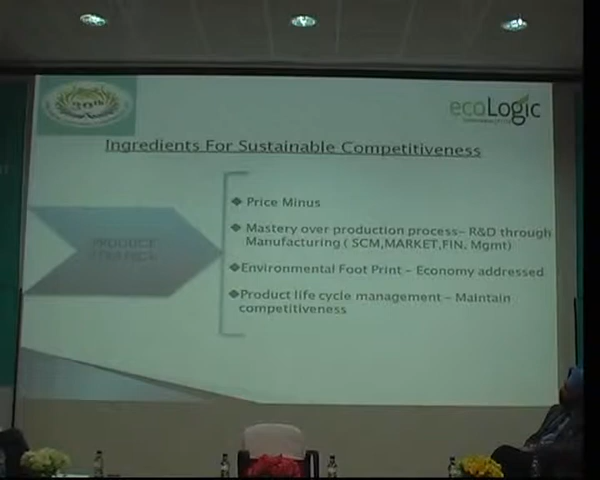 ecoLogic
Ingredients For Sustainable Competitiveness
Price Minus
Mastery over production process– R&D through
Manufacturing ( SCM,MARKET,FIN, Mgmt)
PRODUCT
Environmental Foot Print – Economy addressed
Product life cycle management – Maintain
competitiveness